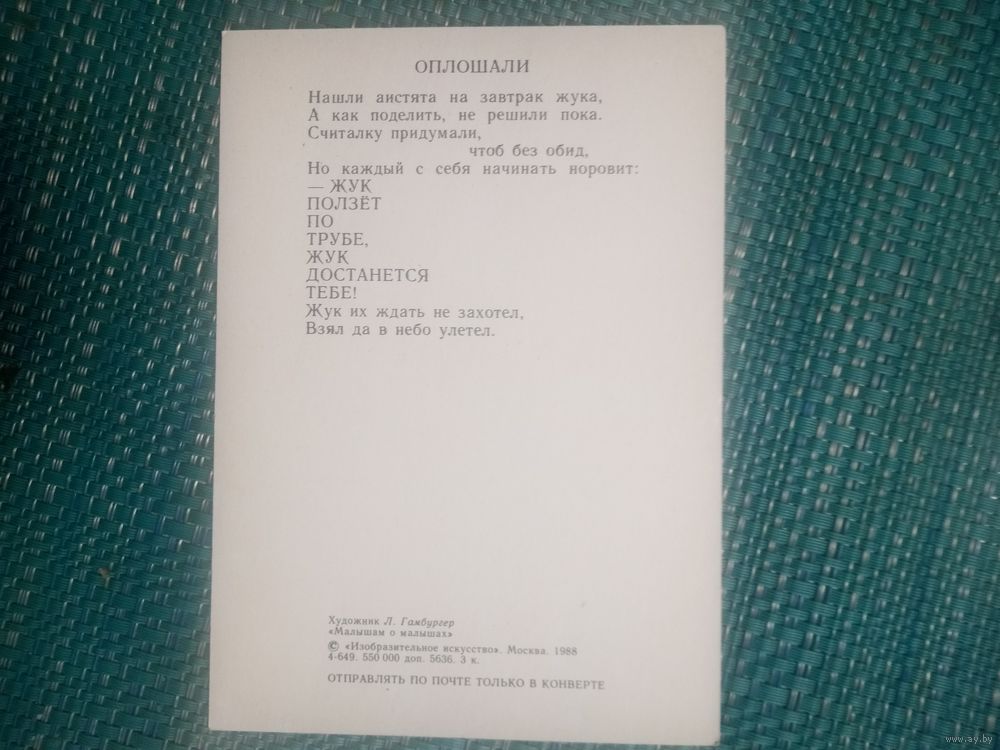 ОПЛОШАЛИ
Нашли аистята на завтрак жука,
А как поделить, не решили пока.
Считалку придумали,
чтоб без обид,
Но каждый с себя начинать норовит:
— ЖУК
ПОЛЗЁТ
ПО
ТРУБЕ,
ЖУК
ДОСТАНЕТСЯ
ТЕБЕ!
Жук их ждать не захотел,
Взял да в небо улетел.
Художник Л. Гамбургер
«Малышам о малышах»
© «Изобразительное искусство». Москва. 1988
4-649. 550 000 доп. 5636. 3 к.
ОТПРАВЛЯТЬ ПО ПОЧТЕ ТОЛЬКО В КОНВЕРТЕ
www.ay.by